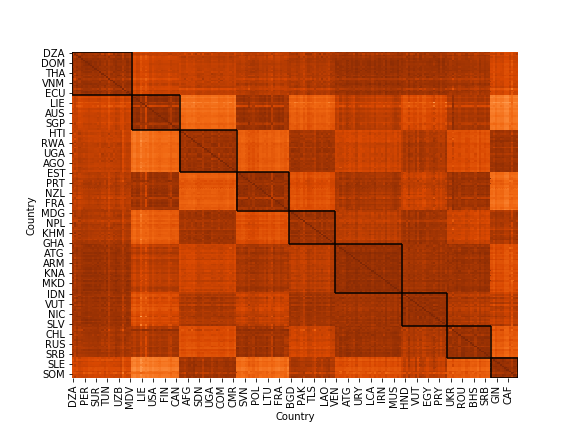 DZA
DOM
THA
VNM
ECU
LIE
AUS
SGP
HTI
RWA
UGA
AGO
EST
PRT
NZL
FRA
MDG
NPL
KHM
GHA
ATG
ARM
KNA
MKD
IDN
VUT
NIC
SLV
CHL
RUS
SRB
SLE
SOM
Country
DZA PER SUR TUN UZB MDV LIE USA FIN CAN AFG SDN UGA COM CMR SVN POL LTU FRA BGD PAK TLS LAO VEN ATG URY LCA IRN MUS HND VUT EGY PRY UKR ROU BHS SRB GIN CAF
Country